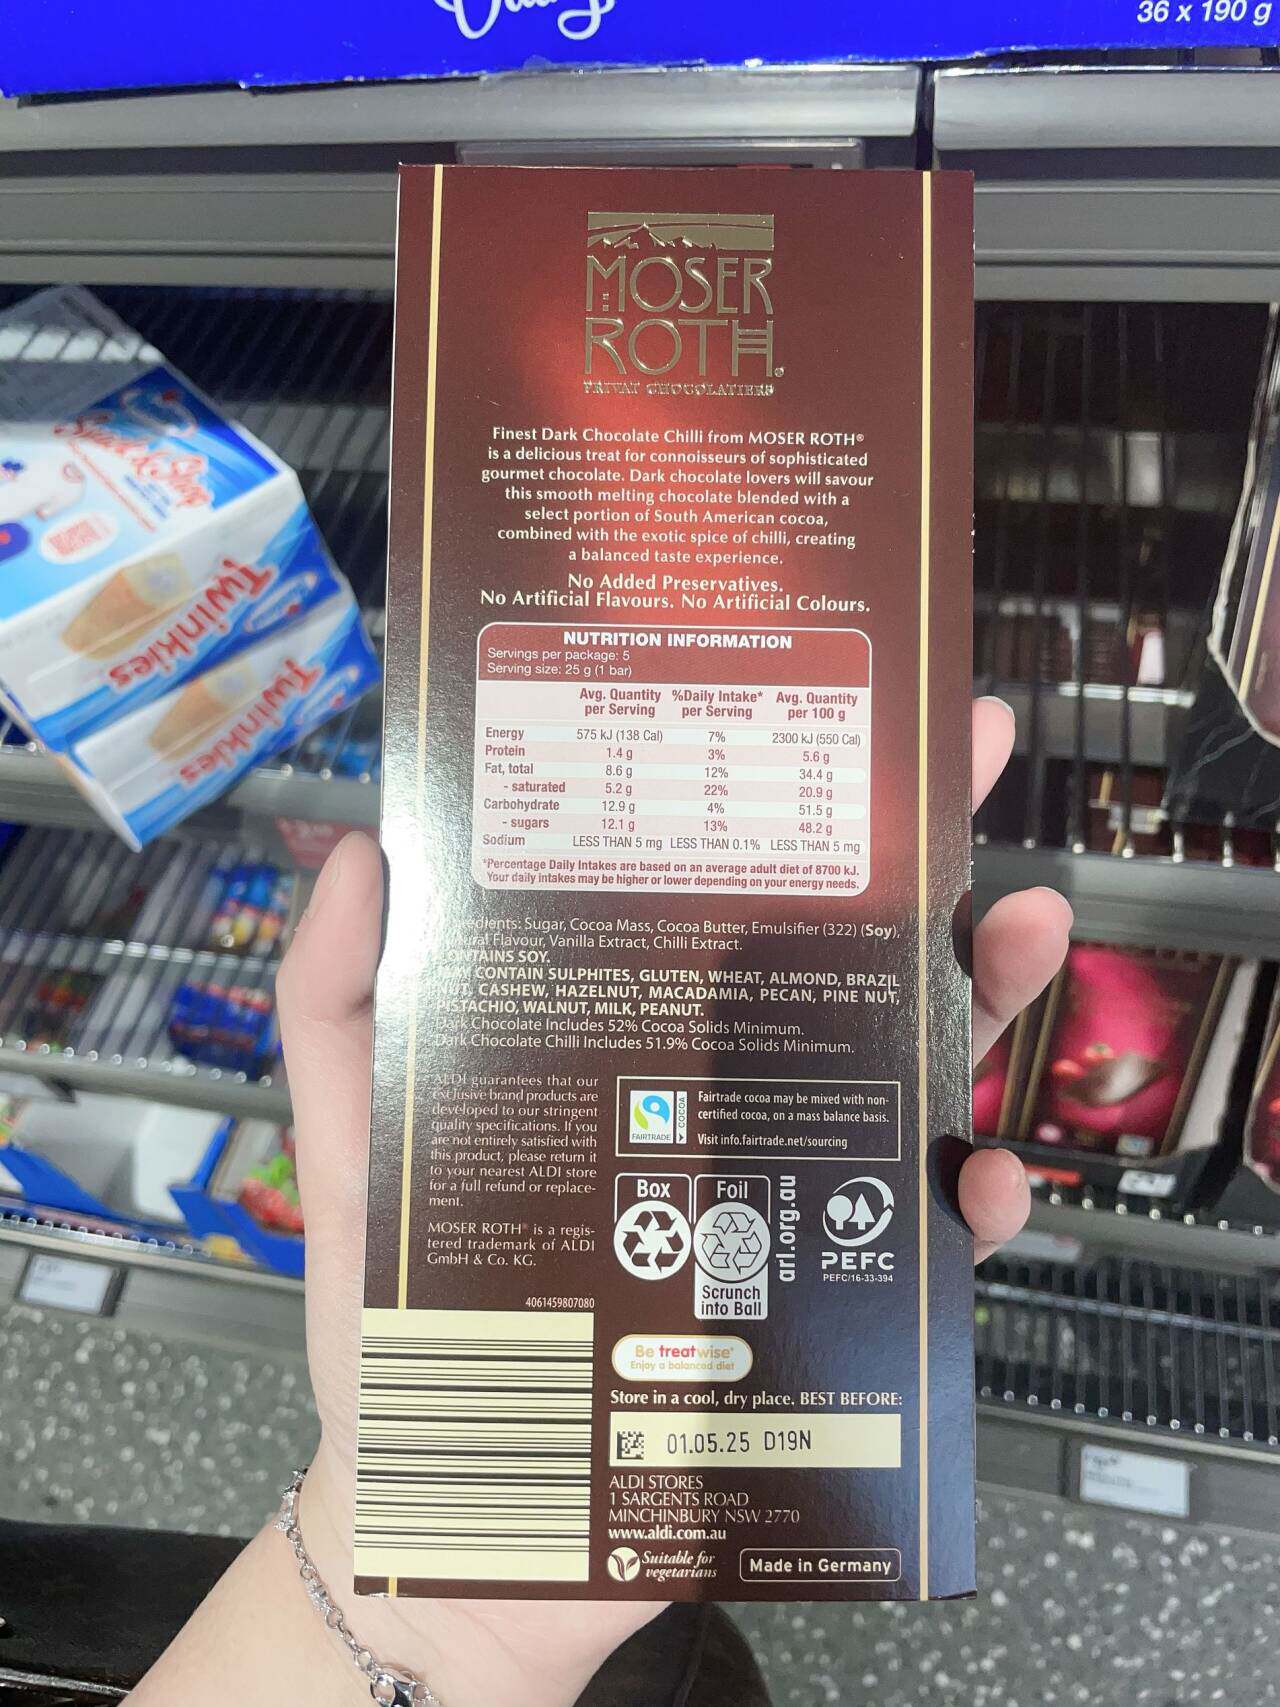 36 x 190 g
MOSER
ROTH®
PRIVAT CHOCOLATIERS
Finest Dark Chocolate Chilli from MOSER ROTH®
is a delicious treat for connoisseurs of sophisticated
gourmet chocolate. Dark chocolate lovers will savour
this smooth melting chocolate blended with a
select portion of South American cocoa,
combined with the exotic spice of chilli, creating
a balanced taste experience.
No Added Preservatives.
No Artificial Flavours. No Artificial Colours.
NUTRITION INFORMATION
Servings per package: 5
Serving size: 25 g (1 bar)
Avg. Quantity %Daily Intake* Avg. Quantity
per Serving per Serving per 100 g
Energy 575 kJ (138 Cal) 7% 2300 kJ (550 Cal)
Protein 1.4 g 3% 5.6 g
Fat, total 8.6 g 12% 34.4 g
- saturated 5.2 g 22% 20.9 g
Carbohydrate 12.9 g 4% 51.5 g
- sugars 12.1 g 13% 48.2 g
Sodium LESS THAN 5 mg LESS THAN 0.1% LESS THAN 5 mg
*Percentage Daily Intakes are based on an average adult diet of 8700 kJ.
Your daily intakes may be higher or lower depending on your energy needs.
Sugar, Cocoa Mass, Cocoa Butter, Emulsifier (322) (Soy),
Flavour, Vanilla Extract, Chilli Extract.
CONTAINS SOY.
MAY CONTAIN SULPHITES, GLUTEN, WHEAT, ALMOND, BRAZIL
NUT, CASHEW, HAZELNUT, MACADAMIA, PECAN, PINE NUT,
PISTACHIO, WALNUT, MILK, PEANUT.
Dark Chocolate Includes 52% Cocoa Solids Minimum.
Dark Chocolate Chilli Includes 51.9% Cocoa Solids Minimum.
ALDI guarantees that our
exclusive brand products are
developed to our stringent
quality specifications. If you
are not entirely satisfied with
this product, please return it
to your nearest ALDI store
for a full refund or replace-
ment.
MOSER ROTH® is a regis-
tered trademark of ALDI
GmbH & Co. KG.
4061459807080
FAIRTRADE
COCOA
Fairtrade cocoa may be mixed with non-
certified cocoa, on a mass balance basis.
Visit info.fairtrade.net/sourcing
Box
Foil
Scrunch
into Ball
arl.org.au
PEFC
PEFC/16-33-394
Be treatwise®
Enjoy a balanced diet
Store in a cool, dry place. BEST BEFORE:
01.05.25 D19N
ALDI STORES
1 SARGENTS ROAD
MINCHINBURY NSW 2770
www.aldi.com.au
Suitable for
vegetarians
Made in Germany
Twinkies
Twinkies